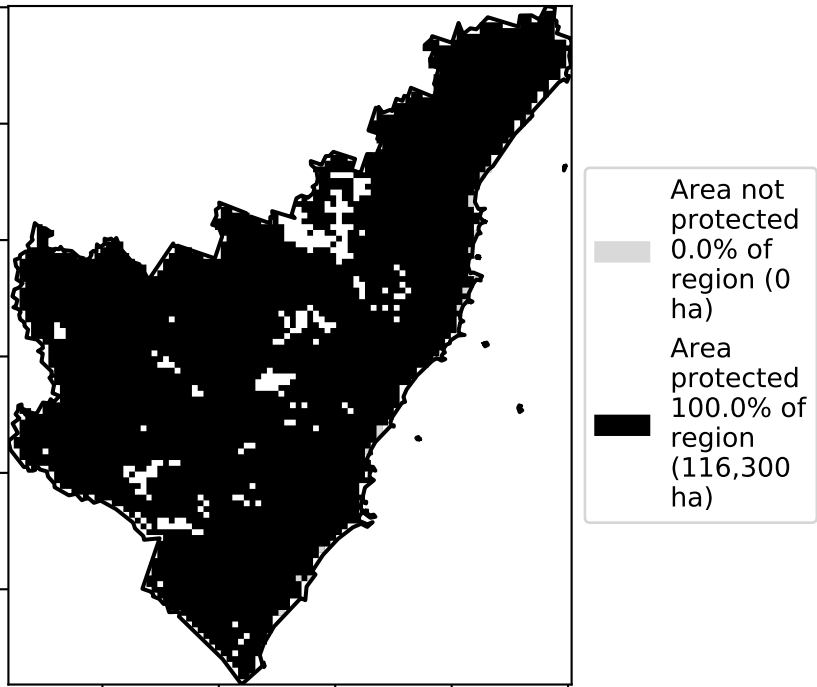 Area not
protected
0.0% of
region (0
ha)
Area
protected
100.0% of
region
(116,300
ha)